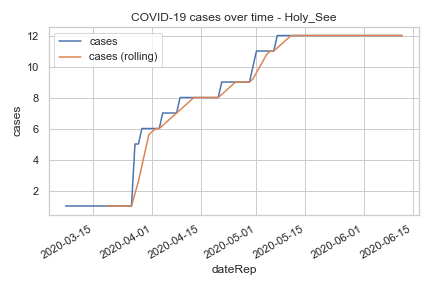 COVID-19 cases over time - Holy_See
cases
cases (rolling)
12
10
8
6
4
2
cases
2020-03-15
2020-04-01
2020-04-15
2020-05-01
2020-05-15
2020-06-01
2020-06-15
dateRep